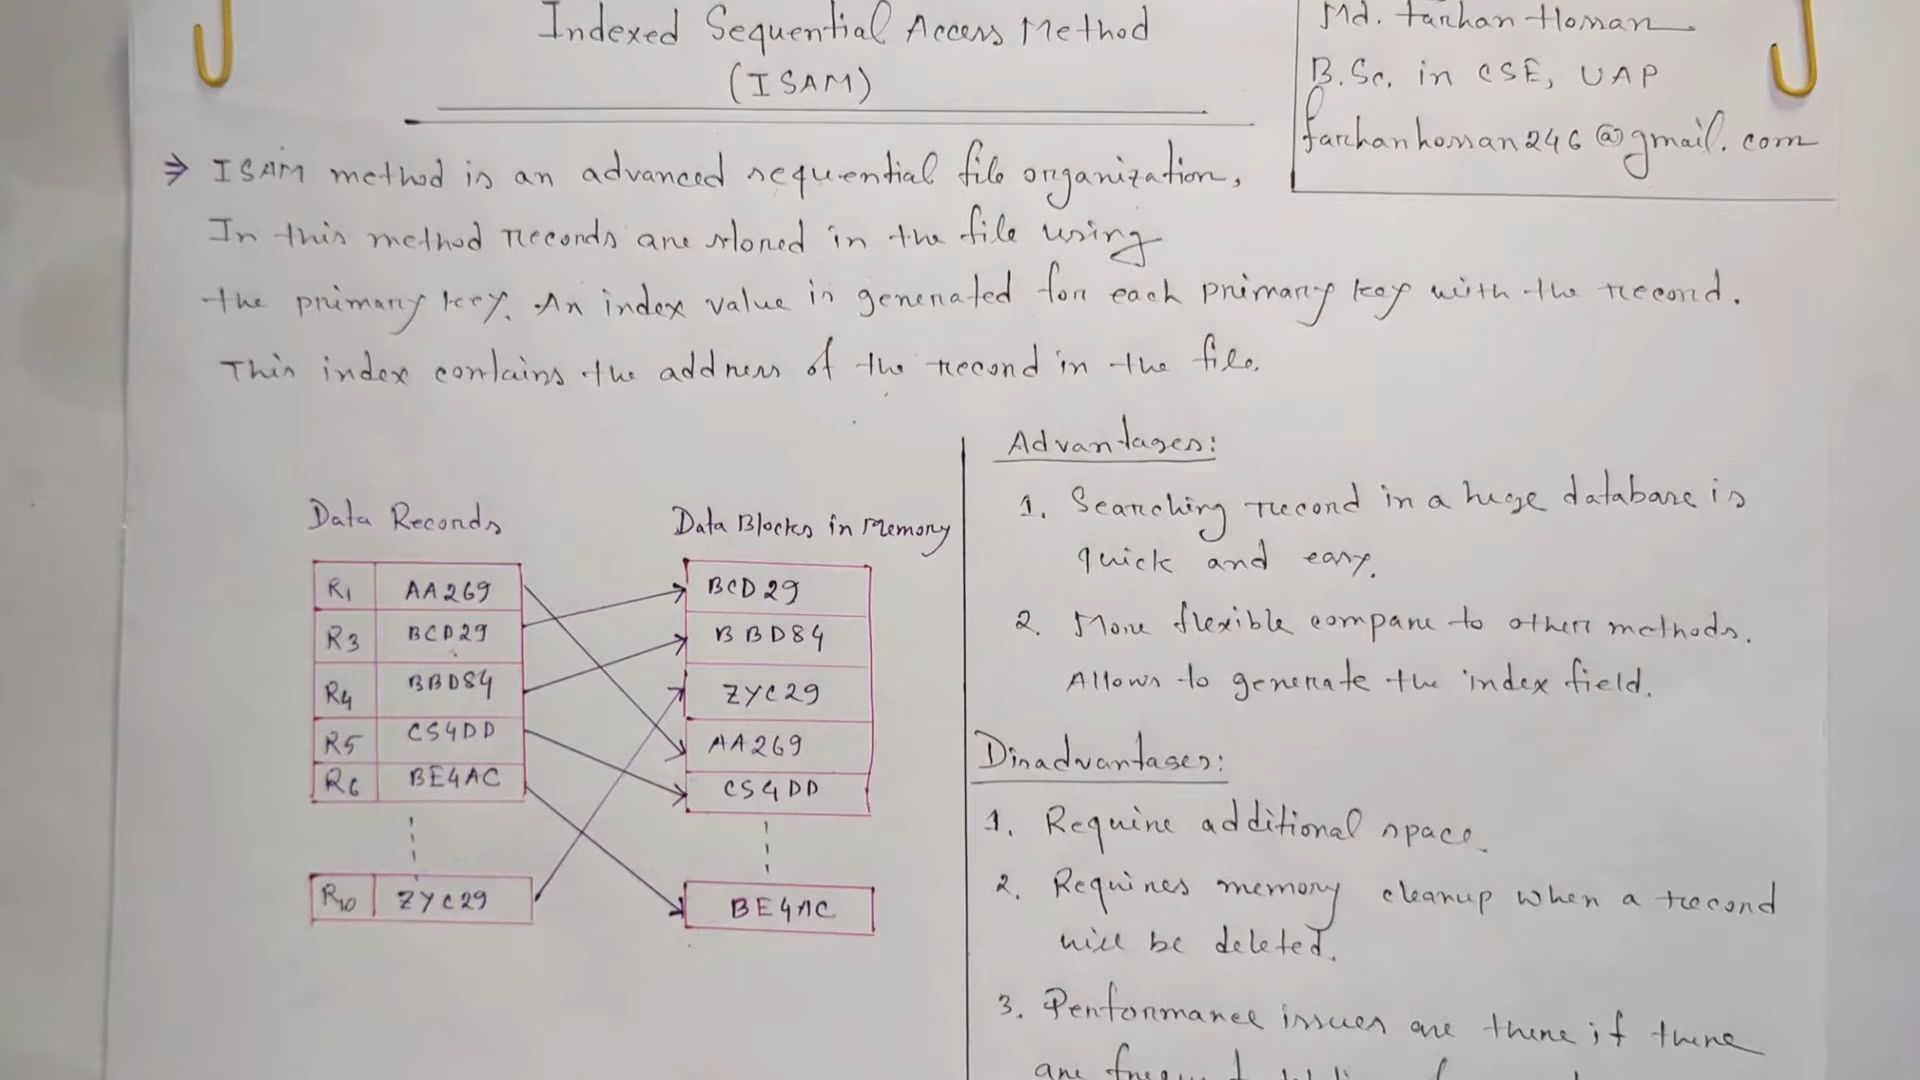 Indexed Sequential Access Method
(ISAM)
Md. Farhan Hossan
B.Sc. in CSE, UAP
farhanhossan246@gmail.com
⇒ ISAM method is an advanced sequential file organization,
In this method records are stored in the file using
the primary key. An index value is generated for each primary key with the record.
This index contains the address of the record in the file.
Data Records
R1 AA269
R3 BCD29
R4 BBD84
R5 CS4DD
R6 BE4AC
R10 ZYC29
Data Blocks in Memory
BCD29
BBD84
ZYC29
AA269
CS4DD
BE4AC
Advantages:
1. Searching record in a huge database is
quick and easy.
2. More flexible compare to other methods.
Allows to generate the index field.
Disadvantages:
1. Require additional space.
2. Requires memory cleanup when a record
will be deleted.
3. Performance issues are there if there
are